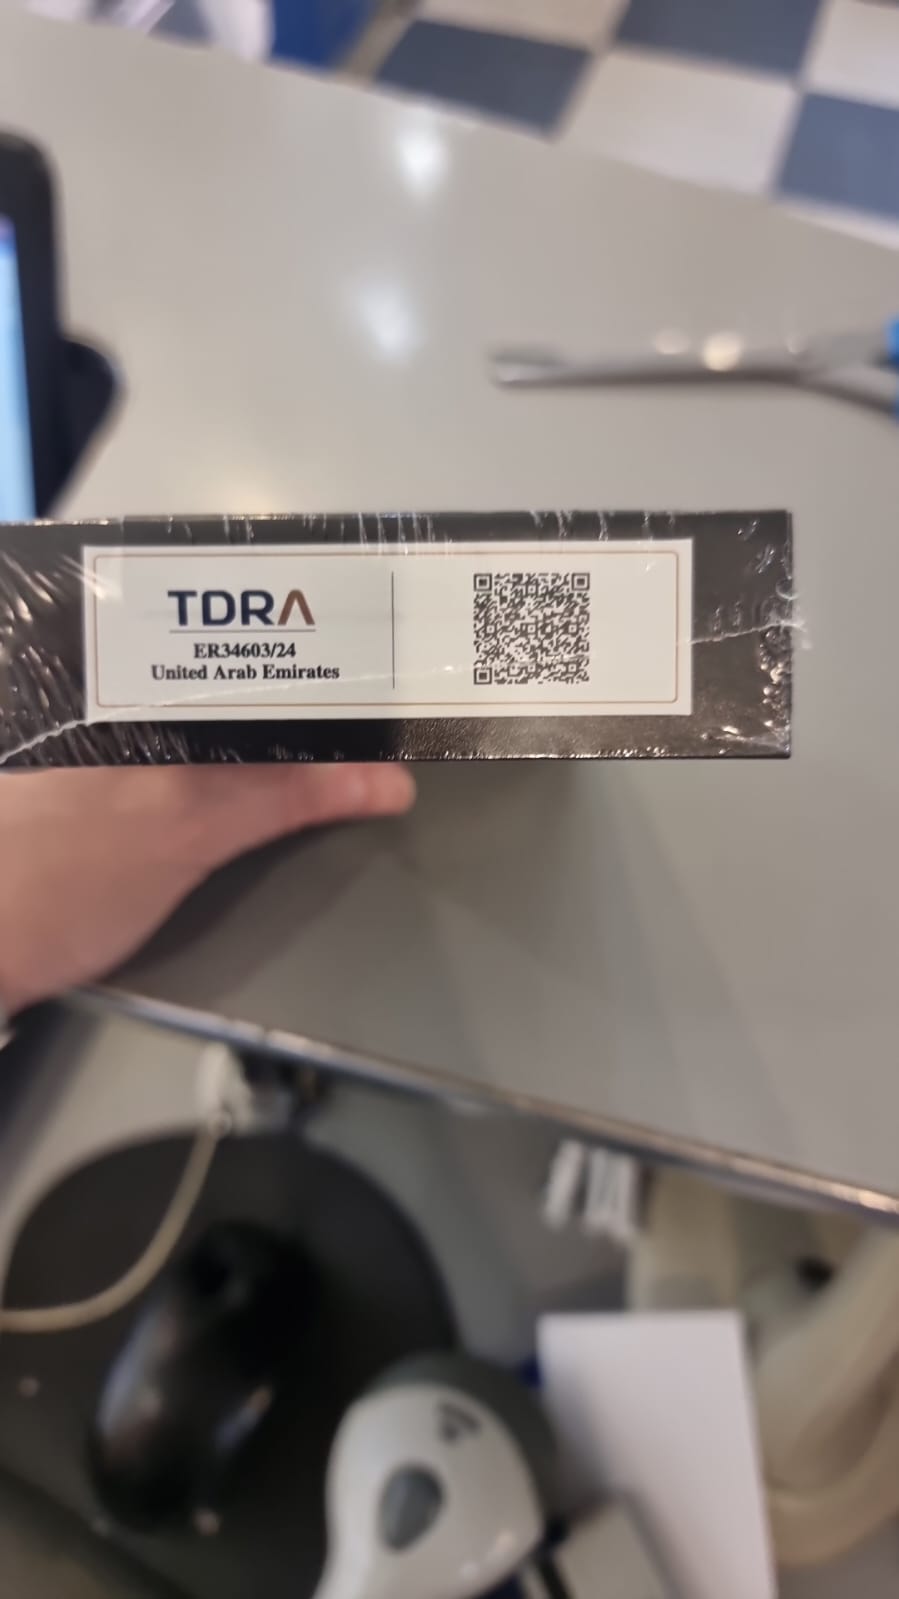 TDRA
ER34603/24
United Arab Emirates